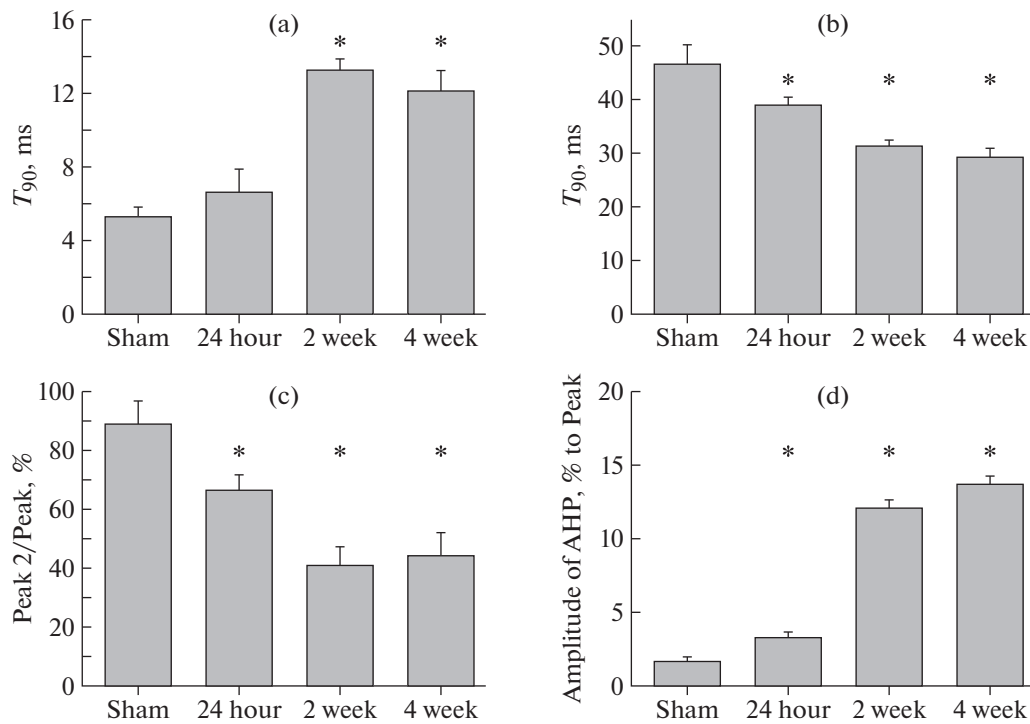 (a)
T₉₀, ms
16
12
8
4
0
* *
Sham 24 hour 2 week 4 week
(b)
T₉₀, ms
50
40
30
20
10
0
* * *
Sham 24 hour 2 week 4 week
(c)
Peak 2/Peak, %
100
80
60
40
20
0
* * *
Sham 24 hour 2 week 4 week
(d)
Amplitude of AHP, % to Peak
20
15
10
5
0
* * *
Sham 24 hour 2 week 4 week